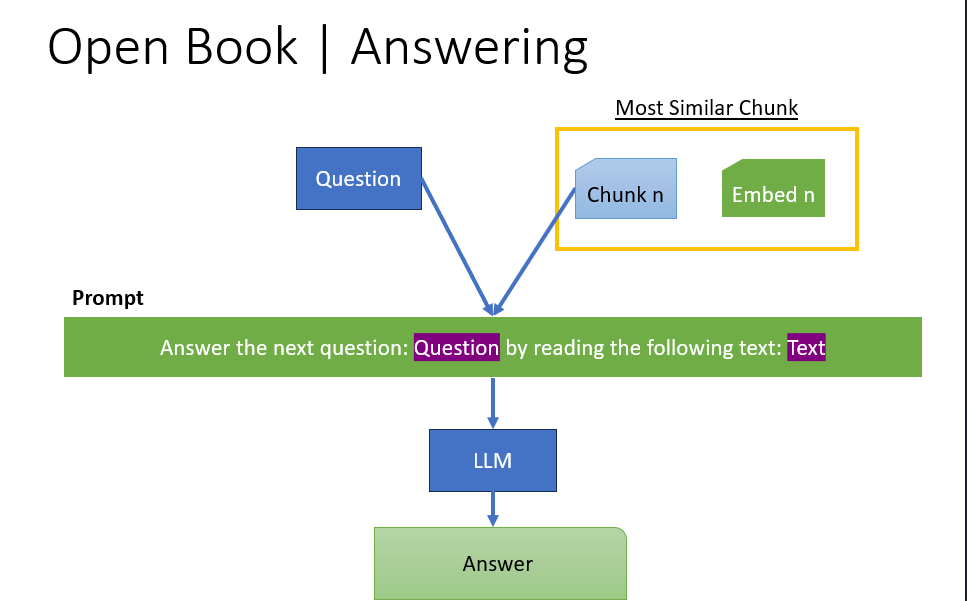 Open Book | Answering
Most Similar Chunk
Question
Chunk n
Embed n
Prompt
Answer the next question: Question by reading the following text: Text
LLM
Answer